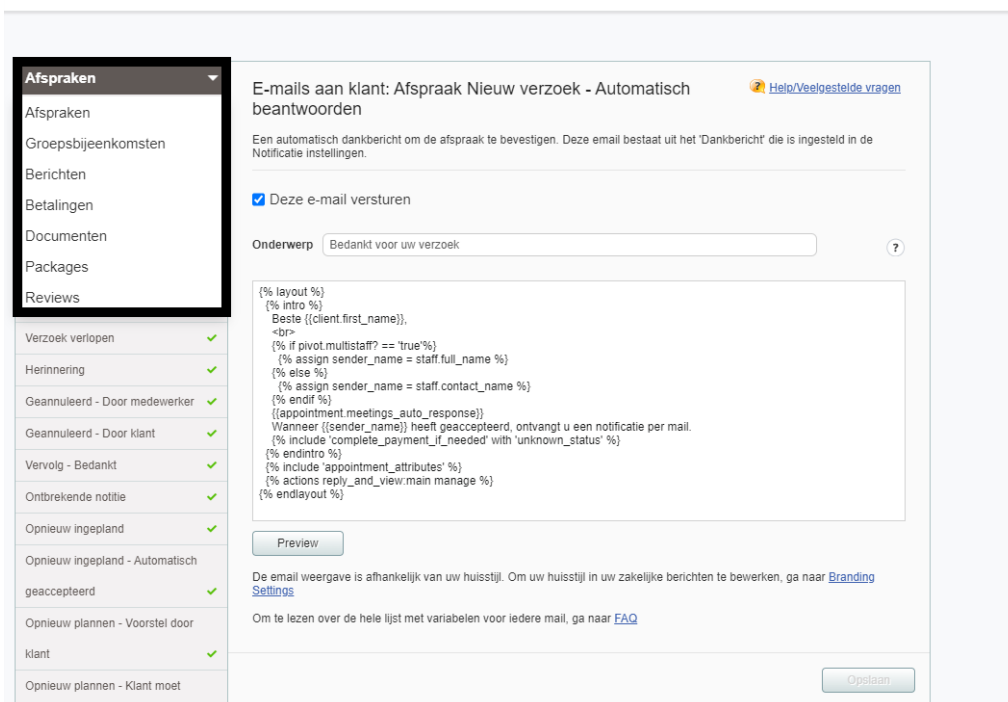 Afspraken
Afspraken
Groepsbijeenkomsten
Berichten
Betalingen
Documenten
Packages
Reviews
Verzoek verlopen
Herinnering
Geannuleerd - Door medewerker
Geannuleerd - Door klant
Vervolg - Bedankt
Ontbrekende notitie
Opnieuw ingepland
Opnieuw ingepland - Automatisch
geaccepteerd
Opnieuw plannen - Voorstel door
klant
Opnieuw plannen - Klant moet
E-mails aan klant: Afspraak Nieuw verzoek - Automatisch
beantwoorden
Help/Veelgestelde vragen
Een automatisch dankbericht om de afspraak te bevestigen. Deze email bestaat uit het 'Dankbericht' die is ingesteld in de
Notificatie instellingen.
Deze e-mail versturen
Onderwerp Bedankt voor uw verzoek ?
{% layout %}
{% intro %}
Beste {{client.first_name}},
<br>
{% if pivot.multistaff? == 'true'%}
{% assign sender_name = staff.full_name %}
{% else %}
{% assign sender_name = staff.contact_name %}
{% endif %}
{{appointment.meetings_auto_response}}
Wanneer {{sender_name}} heeft geaccepteerd, ontvangt u een notificatie per mail.
{% include 'complete_payment_if_needed' with 'unknown_status' %}
{% endintro %}
{% include 'appointment_attributes' %}
{% actions reply_and_view:main manage %}
{% endlayout %}
Preview
De email weergave is afhankelijk van uw huisstijl. Om uw huisstijl in uw zakelijke berichten te bewerken, ga naar Branding
Settings
Om te lezen over de hele lijst met variabelen voor iedere mail, ga naar FAQ
Opslaan